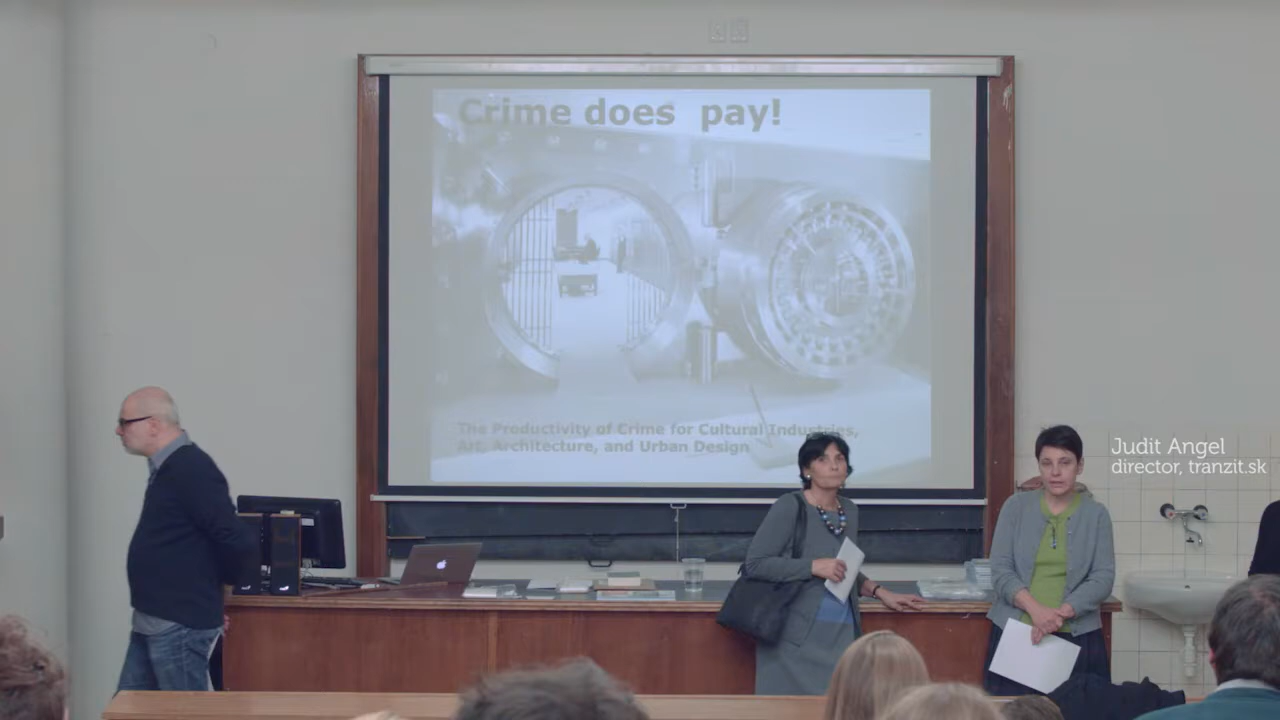 Crime does pay!
The Productivity of Crime for Cultural Industries,
Art, Architecture, and Urban Design
Judit Angel
director, tranzit.sk